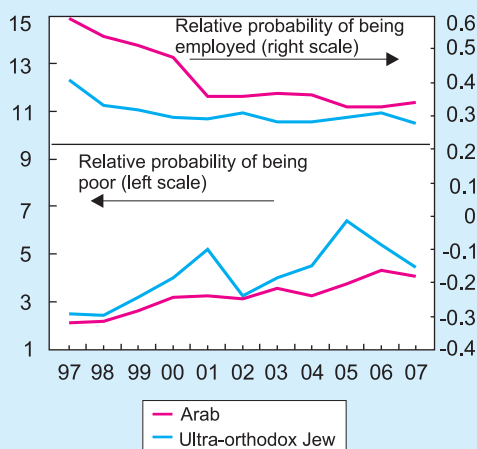 Relative probability of being
employed (right scale)
Relative probability of being
poor (left scale)
15
13
11
9
7
5
3
1
0.6
0.5
0.4
0.3
0.2
0.1
0
-0.1
-0.2
-0.3
-0.4
97 98 99 00 01 02 03 04 05 06 07
Arab
Ultra-orthodox Jew